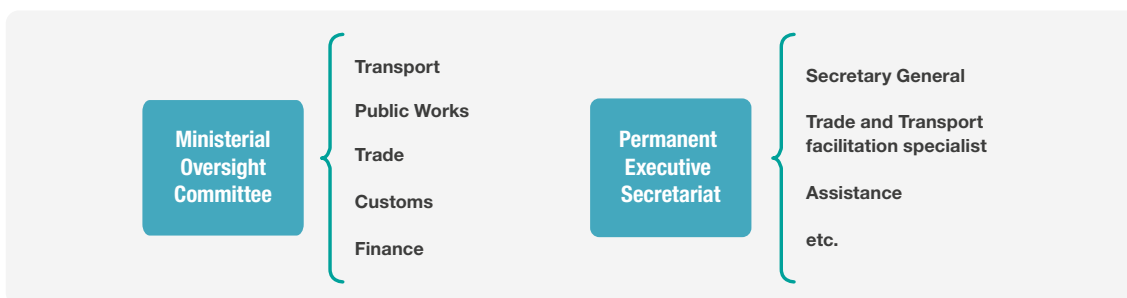 Ministerial
Oversight
Committee
Transport
Public Works
Trade
Customs
Finance
Permanent
Executive
Secretariat
Secretary General
Trade and Transport
facilitation specialist
Assistance
etc.